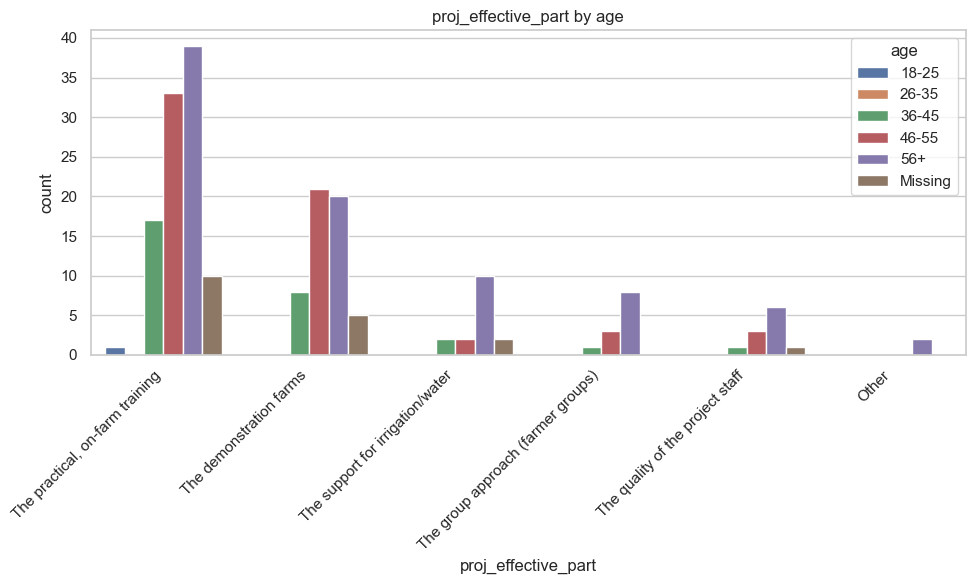 proj_effective_part by age
count
40
35
30
25
20
15
10
5
0
age
18-25
26-35
36-45
46-55
56+
Missing
The practical, on-farm training
The demonstration farms
The support for irrigation/water
The group approach (farmer groups)
The quality of the project staff
Other
proj_effective_part